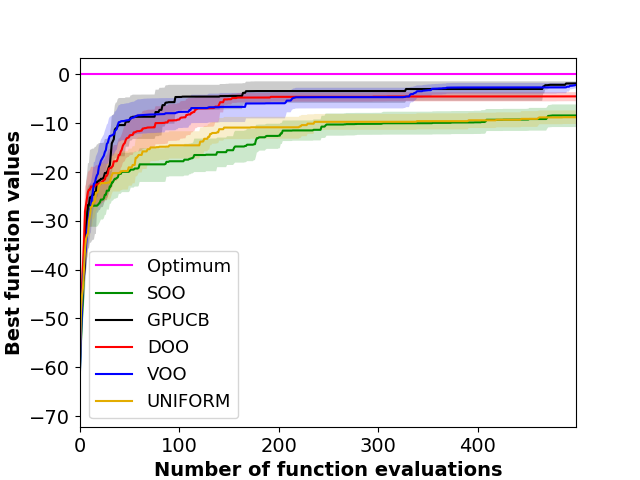 0
−10
−20
−30
−40
−50
−60
−70
Best function values
Optimum
SOO
GPUCB
DOO
VOO
UNIFORM
0 100 200 300 400
Number of function evaluations